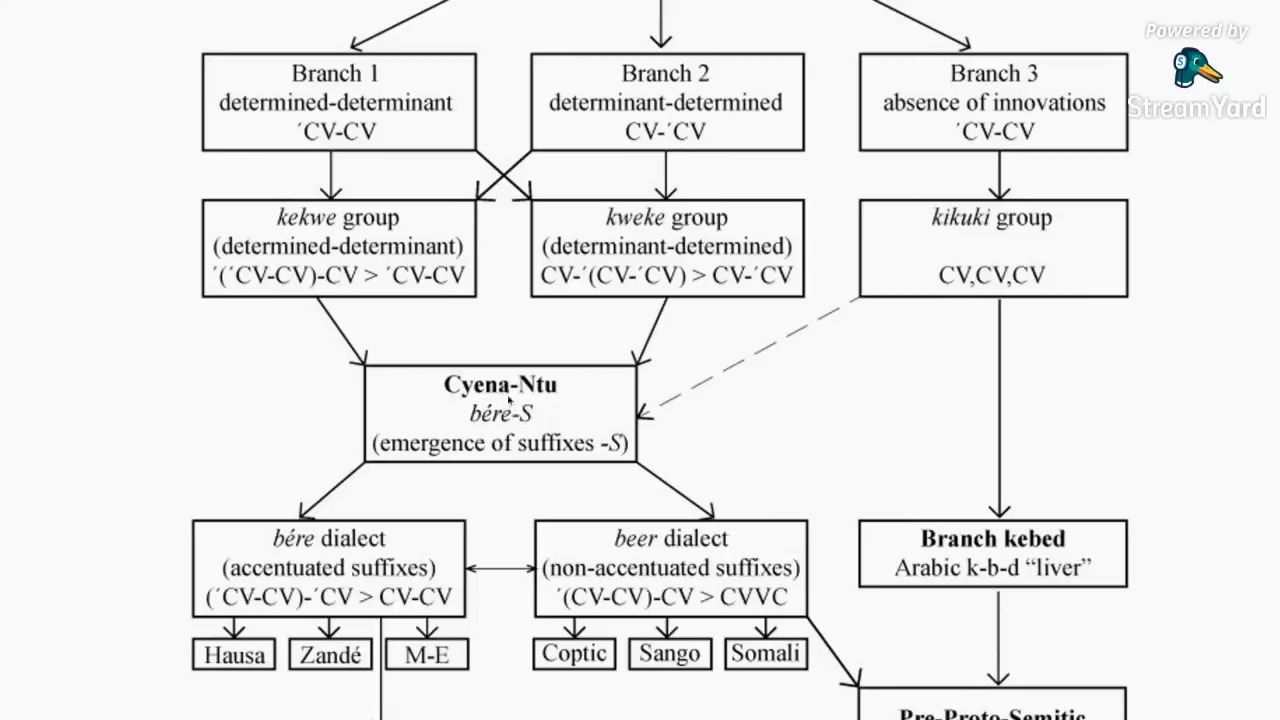 Powered by
StreamYard
Branch 1
determined-determinant
´CV-CV
Branch 2
determinant-determined
CV-´CV
Branch 3
absence of innovations
´CV-CV
kekwe group
(determined-determinant)
´(´CV-CV)-CV > ´CV-CV
kweke group
(determinant-determined)
CV-´(CV-´CV) > CV-´CV
kikuki group
CV,CV,CV
Cyena-Ntu
bére-S
(emergence of suffixes -S)
bére dialect
(accentuated suffixes)
(´CV-CV)-´CV > CV-CV
beer dialect
(non-accentuated suffixes)
´(CV-CV)-CV > CVVC
Branch kebed
Arabic k-b-d “liver”
Hausa
Zandé
M-E
Coptic
Sango
Somali
Pre-Proto-Semitic